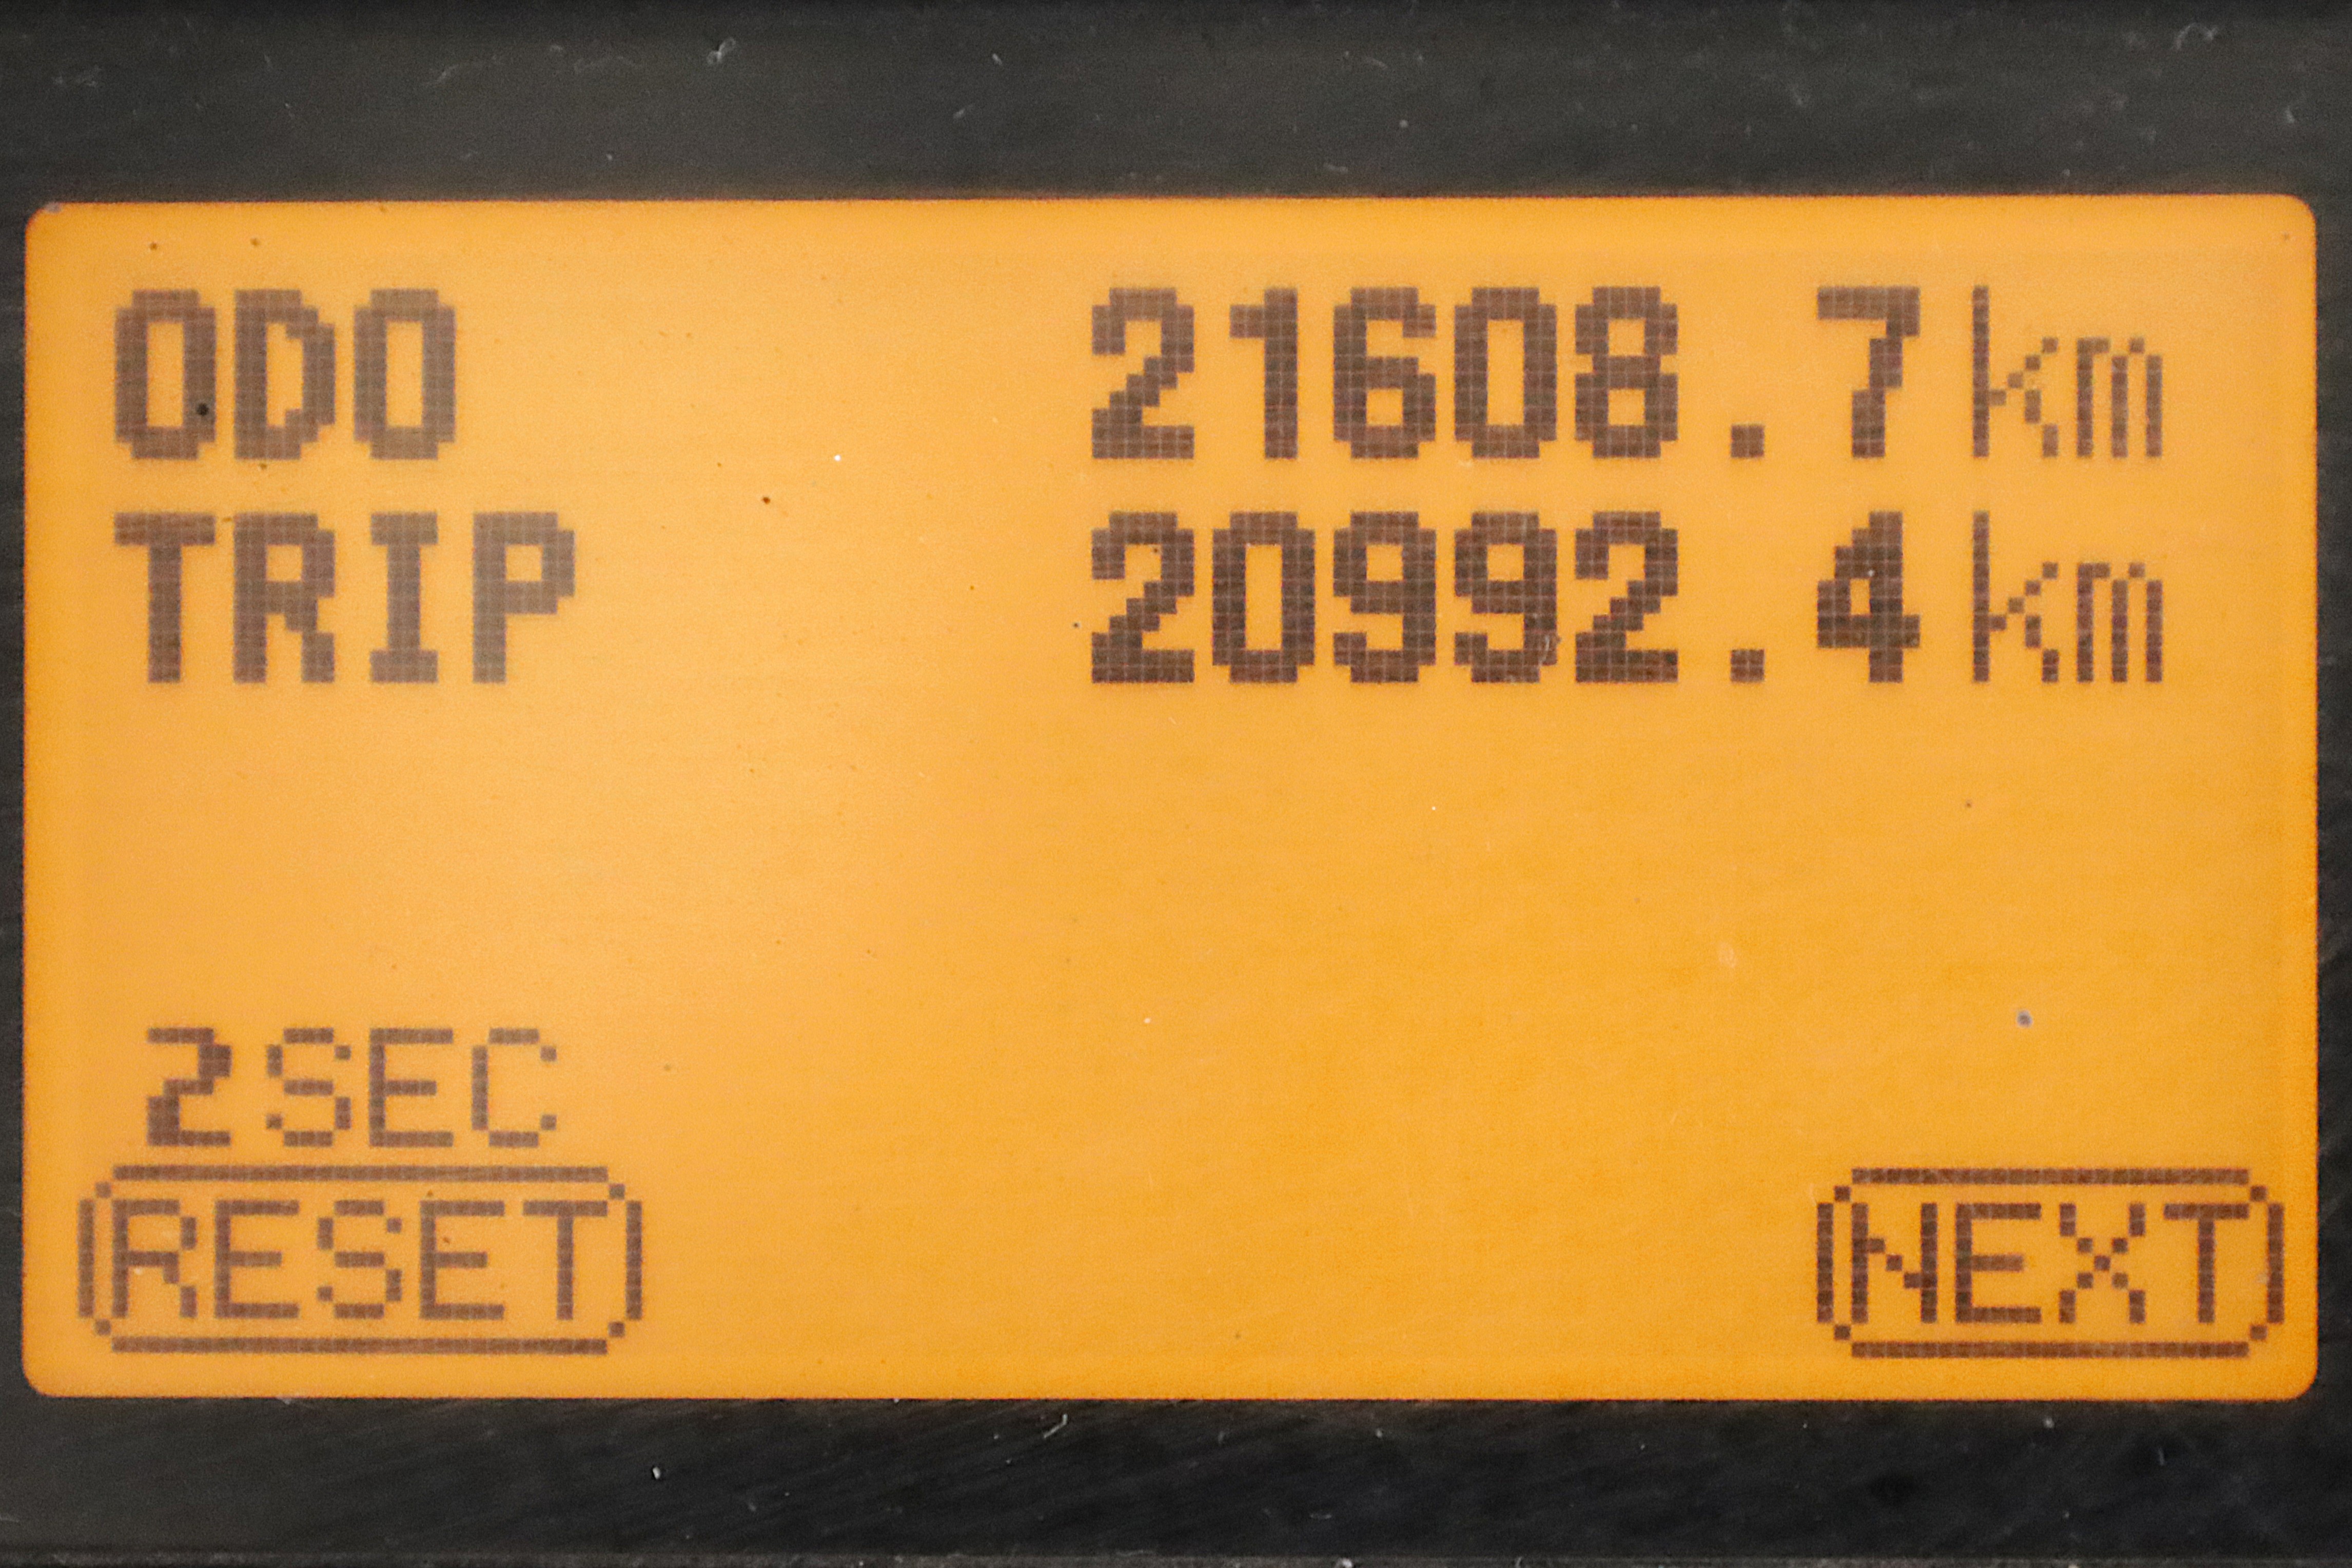 ODO 21608.7km
TRIP 20992.4km
2SEC
RESET NEXT